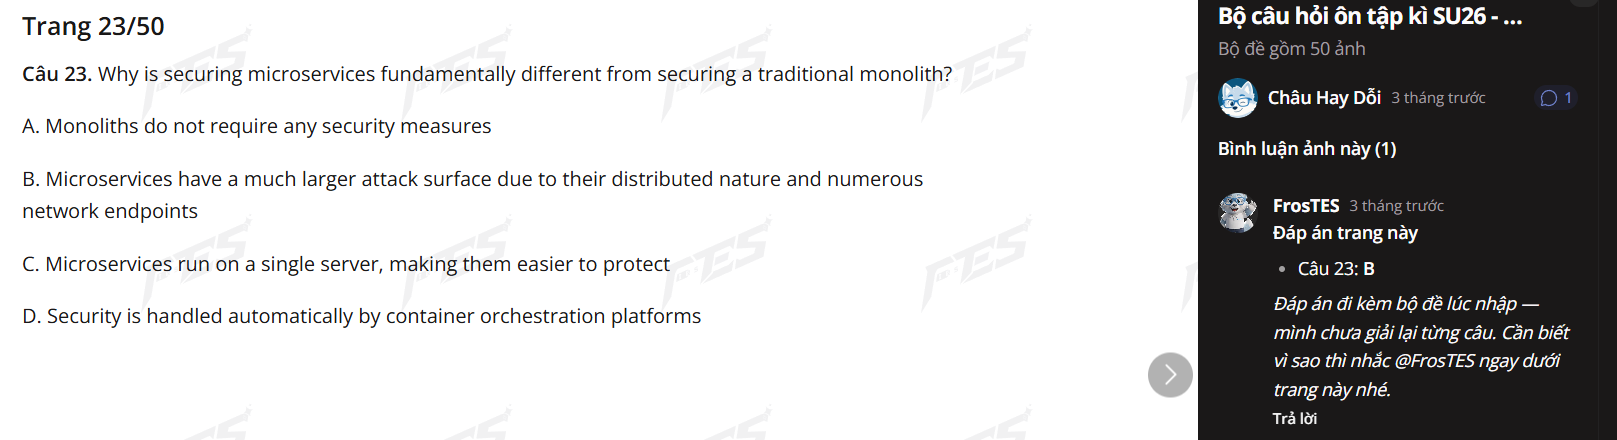 Trang 23/50
Câu 23. Why is securing microservices fundamentally different from securing a traditional monolith?
A. Monoliths do not require any security measures
B. Microservices have a much larger attack surface due to their distributed nature and numerous
network endpoints
C. Microservices run on a single server, making them easier to protect
D. Security is handled automatically by container orchestration platforms
Bộ câu hỏi ôn tập kì SU26 - ...
Bộ đề gồm 50 ảnh
Châu Hay Dỗi 3 tháng trước 1
Bình luận ảnh này (1)
FrosTES 3 tháng trước
Đáp án trang này
• Câu 23: B
Đáp án đi kèm bộ đề lúc nhập —
mình chưa giải lại từng câu. Cần biết
vì sao thì nhắc @FrosTES ngay dưới
trang này nhé.
Trả lời